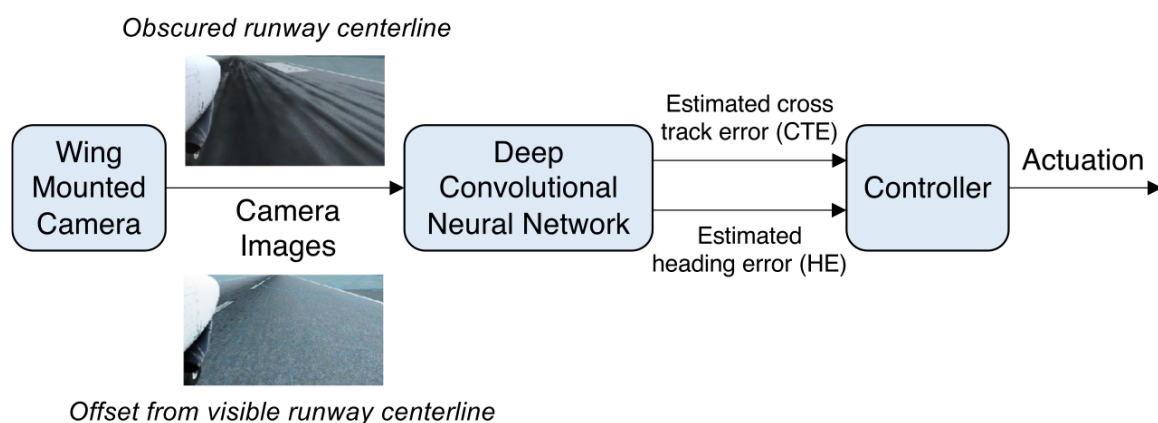 Obscured runway centerline
Wing
Mounted
Camera
Camera
Images
Deep
Convolutional
Neural Network
Estimated cross
track error (CTE)
Estimated
heading error (HE)
Controller
Actuation
Offset from visible runway centerline